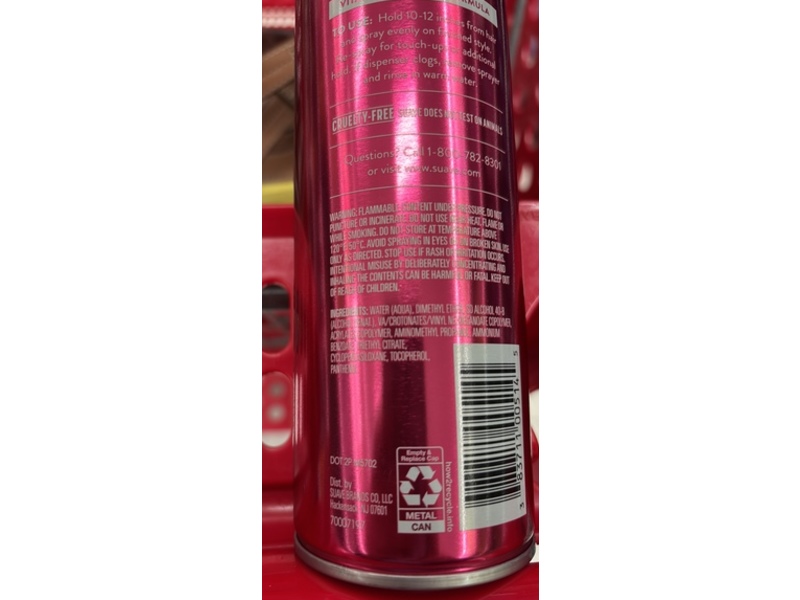 FORMULA
TO USE: Hold 10-12 inches from hair
and spray evenly on finished style.
for touch-ups additional
hold. If dispenser clogs, remove sprayer
and rinse in warm water.
CRUELTY-FREE SUAVE DOES NOT TEST ON ANIMALS
Questions? Call 1-800-782-8301
or visit www.suave.com
WARNING: FLAMMABLE. CONTENT UNDER PRESSURE. DO NOT
PUNCTURE OR INCINERATE. DO NOT USE NEAR HEAT, FLAME OR
WHILE SMOKING. DO NOT STORE AT TEMPERATURE ABOVE
120°F/50°C. AVOID SPRAYING IN EYES OR ON BROKEN SKIN. USE
ONLY AS DIRECTED. STOP USE IF RASH OR IRRITATION OCCURS.
INTENTIONAL MISUSE BY DELIBERATELY CONCENTRATING AND
INHALING THE CONTENTS CAN BE HARMFUL OR FATAL. KEEP OUT
OF REACH OF CHILDREN.
INGREDIENTS: WATER (AQUA), DIMETHYL ETHER, SD ALCOHOL 40-B
(ALCOHOL DENAT.), VA/CROTONATES/VINYL NEODECANOATE COPOLYMER,
ACRYLATES COPOLYMER, AMINOMETHYL PROPANOL, AMMONIUM
BENZOATE, TRIETHYL CITRATE,
CYCLOPENTASILOXANE, TOCOPHEROL,
PANTHENOL
DOT 2P
Dist. by
SUAVE BRANDS CO, LLC
Hackensack NJ 07601
Empty &
Replace Cap
METAL
CAN
how2recycle.info
3 83711 00514 5